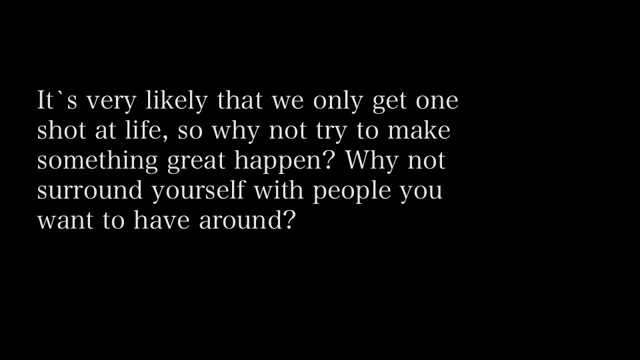 It`s very likely that we only get one
shot at life, so why not try to make
something great happen? Why not
surround yourself with people you
want to have around?